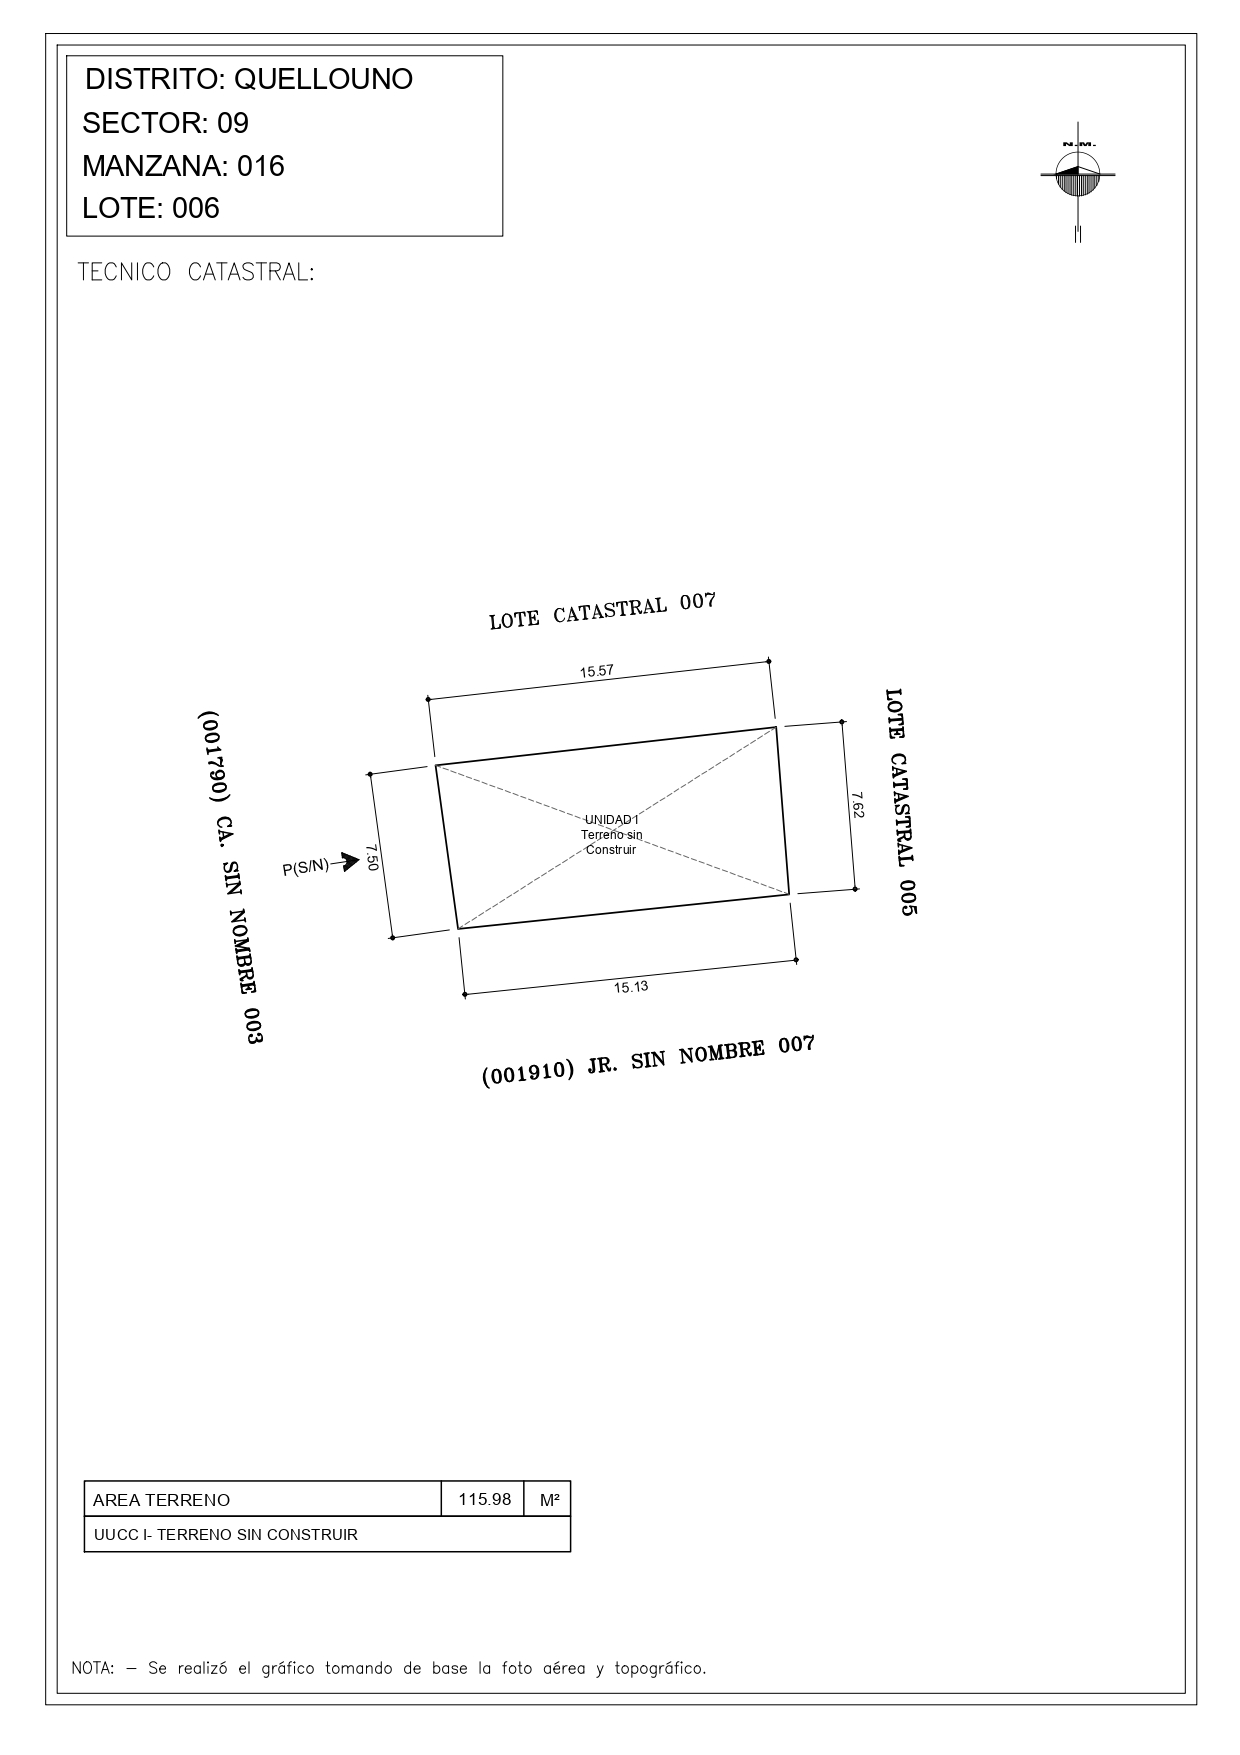 DISTRITO: QUELLOUNO
SECTOR: 09
MANZANA: 016
LOTE: 006
N.M.
TECNICO CATASTRAL:
LOTE CATASTRAL 007
15.57
(001790) CA. SIN NOMBRE 003
P(S/N)
7.50
UNIDAD I
Terreno sin
Construir
7.62
LOTE CATASTRAL 005
15.13
(001910) JR. SIN NOMBRE 007
AREA TERRENO 115.98 M²
UUCC I- TERRENO SIN CONSTRUIR
NOTA: – Se realizó el gráfico tomando de base la foto aérea y topográfico.